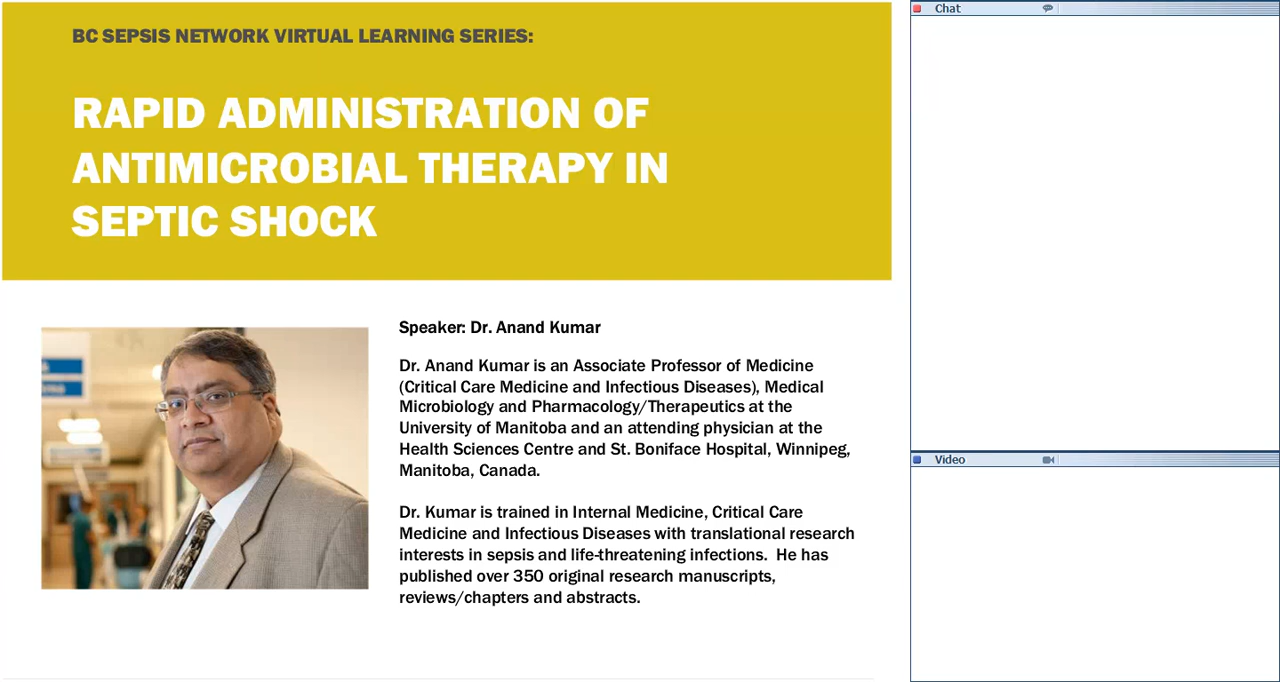 BC SEPSIS NETWORK VIRTUAL LEARNING SERIES:
RAPID ADMINISTRATION OF
ANTIMICROBIAL THERAPY IN
SEPTIC SHOCK
Speaker: Dr. Anand Kumar
Dr. Anand Kumar is an Associate Professor of Medicine
(Critical Care Medicine and Infectious Diseases), Medical
Microbiology and Pharmacology/Therapeutics at the
University of Manitoba and an attending physician at the
Health Sciences Centre and St. Boniface Hospital, Winnipeg,
Manitoba, Canada.
Dr. Kumar is trained in Internal Medicine, Critical Care
Medicine and Infectious Diseases with translational research
interests in sepsis and life-threatening infections.  He has
published over 350 original research manuscripts,
reviews/chapters and abstracts.
Chat
Video